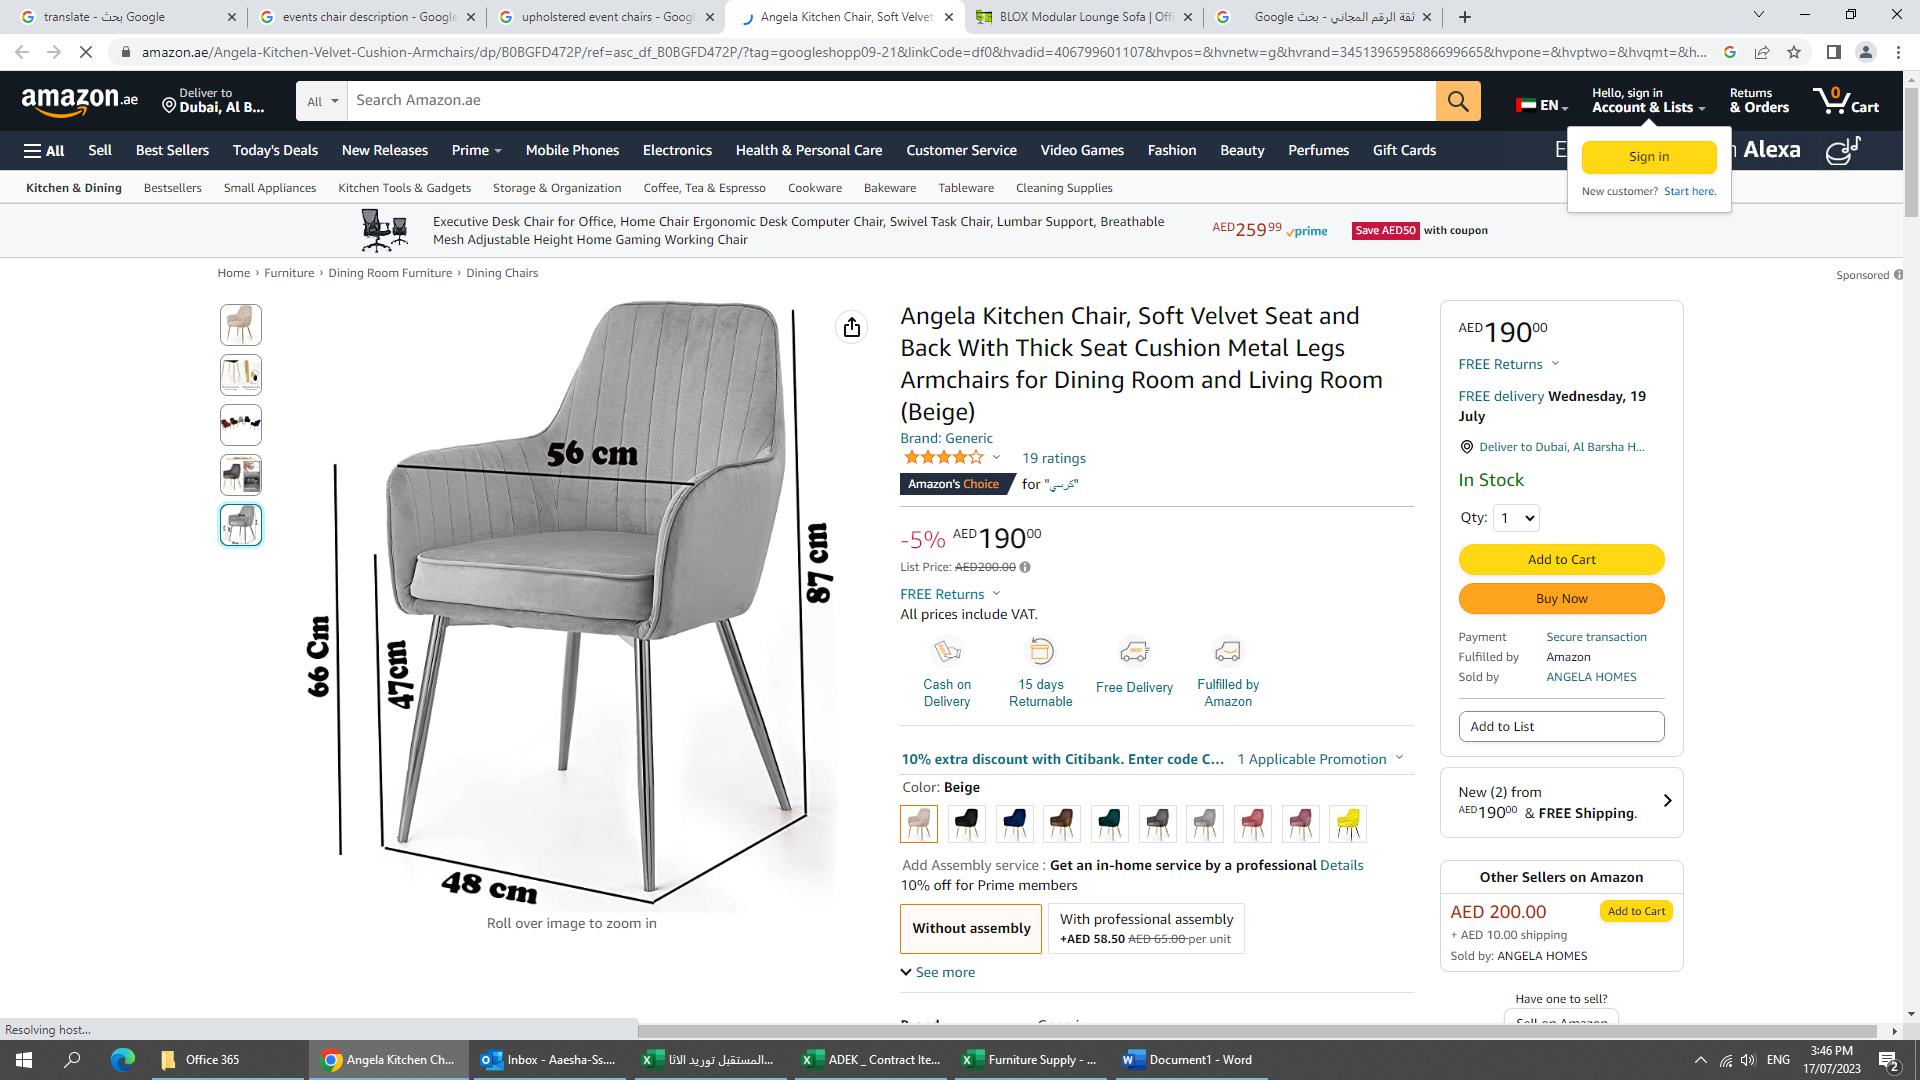 translate - بحث Google
events chair description - Google
upholstered event chairs - Googl
Angela Kitchen Chair, Soft Velvet
BLOX Modular Lounge Sofa | Offi
ثقة الرقم المجاني - بحث Google
amazon.ae/Angela-Kitchen-Velvet-Cushion-Armchairs/dp/B0BGFD472P/ref=asc_df_B0BGFD472P/?tag=googleshopp09-21&linkCode=df0&hvadid=406799601107&hvpos=&hvnetw=g&hvrand=3451396595886699665&hvpone=&hvptwo=&hvqmt=&h...
amazon.ae
Deliver to
Dubai, Al B...
All
Search Amazon.ae
EN
Hello, sign in
Account & Lists
Returns
& Orders
0
Cart
All Sell Best Sellers Today's Deals New Releases Prime Mobile Phones Electronics Health & Personal Care Customer Service Video Games Fashion Beauty Perfumes Gift Cards
Alexa
Sign in
New customer? Start here.
Kitchen & Dining Bestsellers Small Appliances Kitchen Tools & Gadgets Storage & Organization Coffee, Tea & Espresso Cookware Bakeware Tableware Cleaning Supplies
Executive Desk Chair for Office, Home Chair Ergonomic Desk Computer Chair, Swivel Task Chair, Lumbar Support, Breathable
Mesh Adjustable Height Home Gaming Working Chair
AED259 99 prime
Save AED50 with coupon
Home › Furniture › Dining Room Furniture › Dining Chairs
Sponsored
56 cm
87 cm
66 Cm
47cm
48 cm
Roll over image to zoom in
Angela Kitchen Chair, Soft Velvet Seat and
Back With Thick Seat Cushion Metal Legs
Armchairs for Dining Room and Living Room
(Beige)
Brand: Generic
19 ratings
Amazon's Choice for "كرسي"
-5% AED190 00
List Price: AED200.00
FREE Returns
All prices include VAT.
Cash on
Delivery
15 days
Returnable
Free Delivery
Fulfilled by
Amazon
10% extra discount with Citibank. Enter code C... 1 Applicable Promotion
Color: Beige
Add Assembly service : Get an in-home service by a professional Details
10% off for Prime members
Without assembly
With professional assembly
+AED 58.50 AED 65.00 per unit
See more
AED190 00
FREE Returns
FREE delivery Wednesday, 19
July
Deliver to Dubai, Al Barsha H...
In Stock
Qty: 1
Add to Cart
Buy Now
Payment Secure transaction
Fulfilled by Amazon
Sold by ANGELA HOMES
Add to List
New (2) from
AED190 00 & FREE Shipping.
Other Sellers on Amazon
AED 200.00
Add to Cart
+ AED 10.00 shipping
Sold by: ANGELA HOMES
Have one to sell?
Sell on Amazon
Resolving host...
Office 365
Angela Kitchen Ch...
Inbox - Aaesha-Ss....
المستقبل توريد الاثا...
ADEK _ Contract Ite...
Furniture Supply - ...
Document1 - Word
ENG
3:46 PM
17/07/2023
2